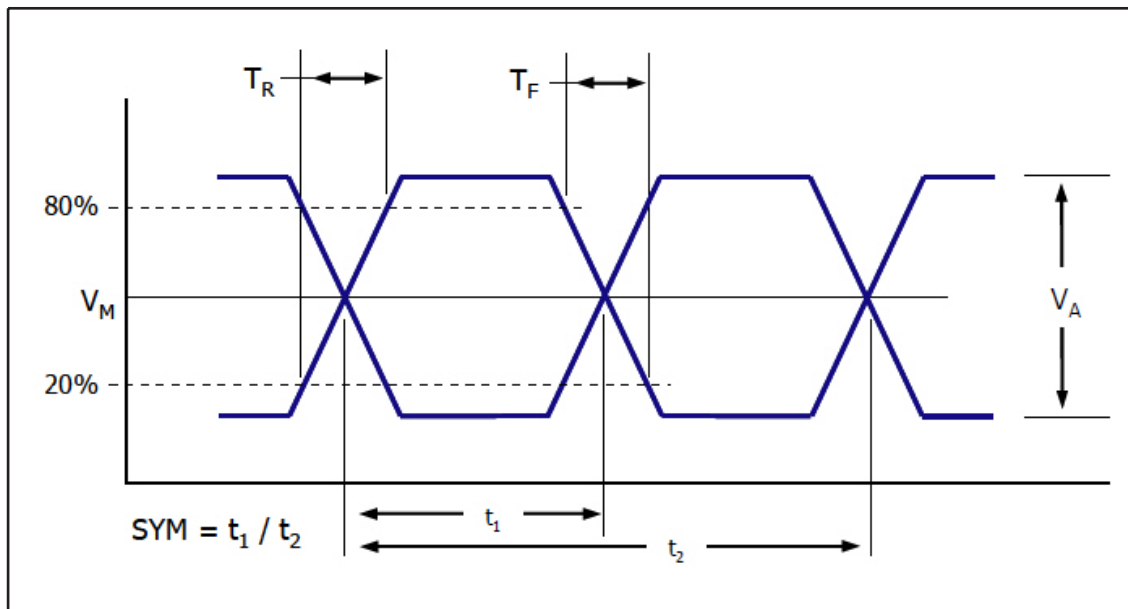 T_R
T_F
80%
V_M
V_A
20%
t_1
SYM = t_1 / t_2
t_2